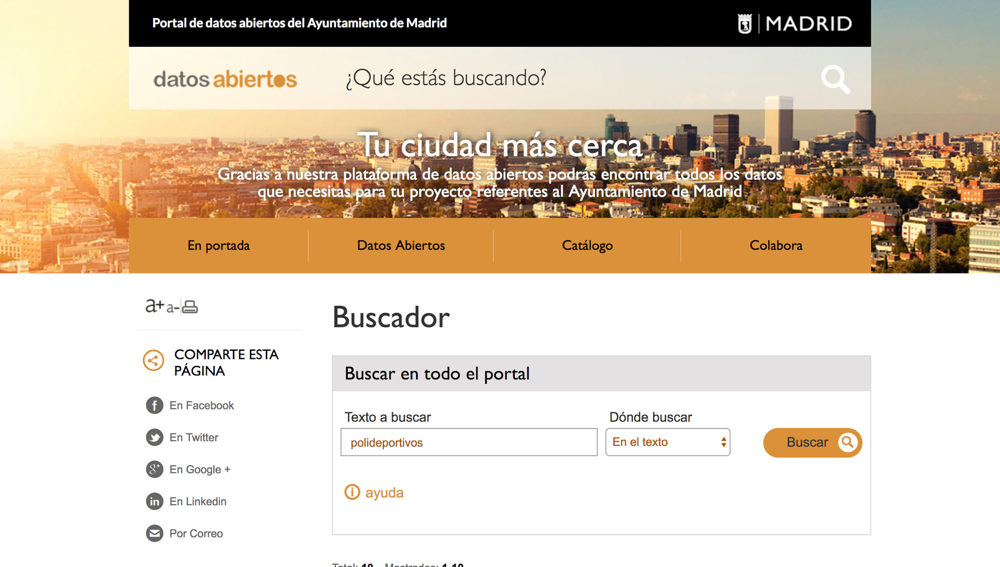 Portal de datos abiertos del Ayuntamiento de Madrid
MADRID
datos abiertos
¿Qué estás buscando?
Tu ciudad más cerca
Gracias a nuestra plataforma de datos abiertos podrás encontrar todos los datos
que necesitas para tu proyecto referentes al Ayuntamiento de Madrid
En portada
Datos Abiertos
Catálogo
Colabora
a+ a-
COMPARTE ESTA
PÁGINA
En Facebook
En Twitter
En Google +
En Linkedin
Por Correo
Buscador
Buscar en todo el portal
Texto a buscar
Dónde buscar
polideportivos
En el texto
Buscar
ayuda
Total: 10 Mostrados: 1-10